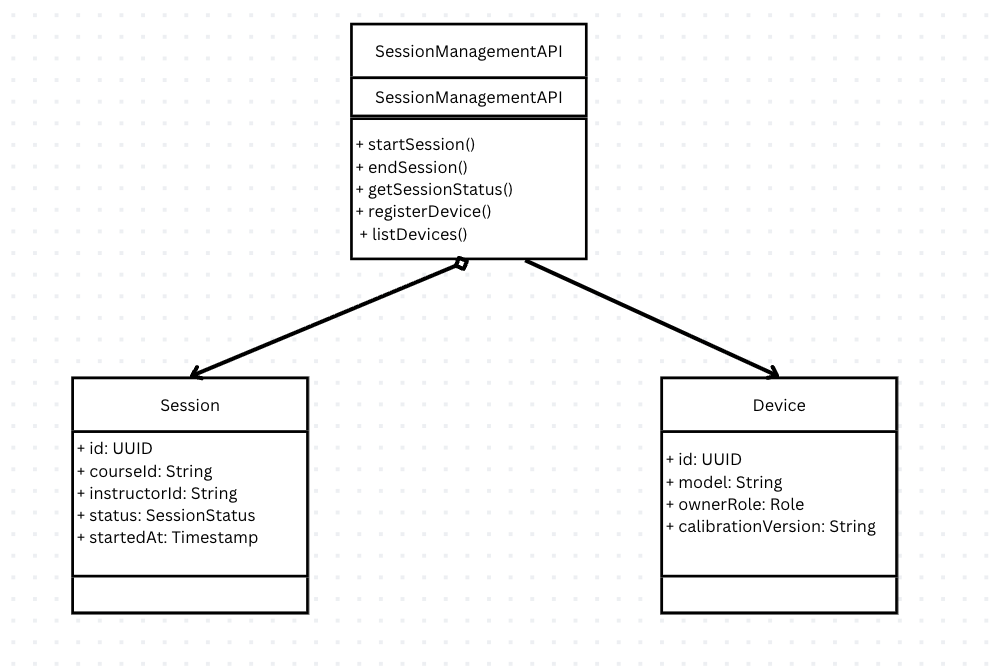 SessionManagementAPI
SessionManagementAPI
+ startSession()
+ endSession()
+ getSessionStatus()
+ registerDevice()
+ listDevices()
Session
+ id: UUID
+ courseId: String
+ instructorId: String
+ status: SessionStatus
+ startedAt: Timestamp
Device
+ id: UUID
+ model: String
+ ownerRole: Role
+ calibrationVersion: String